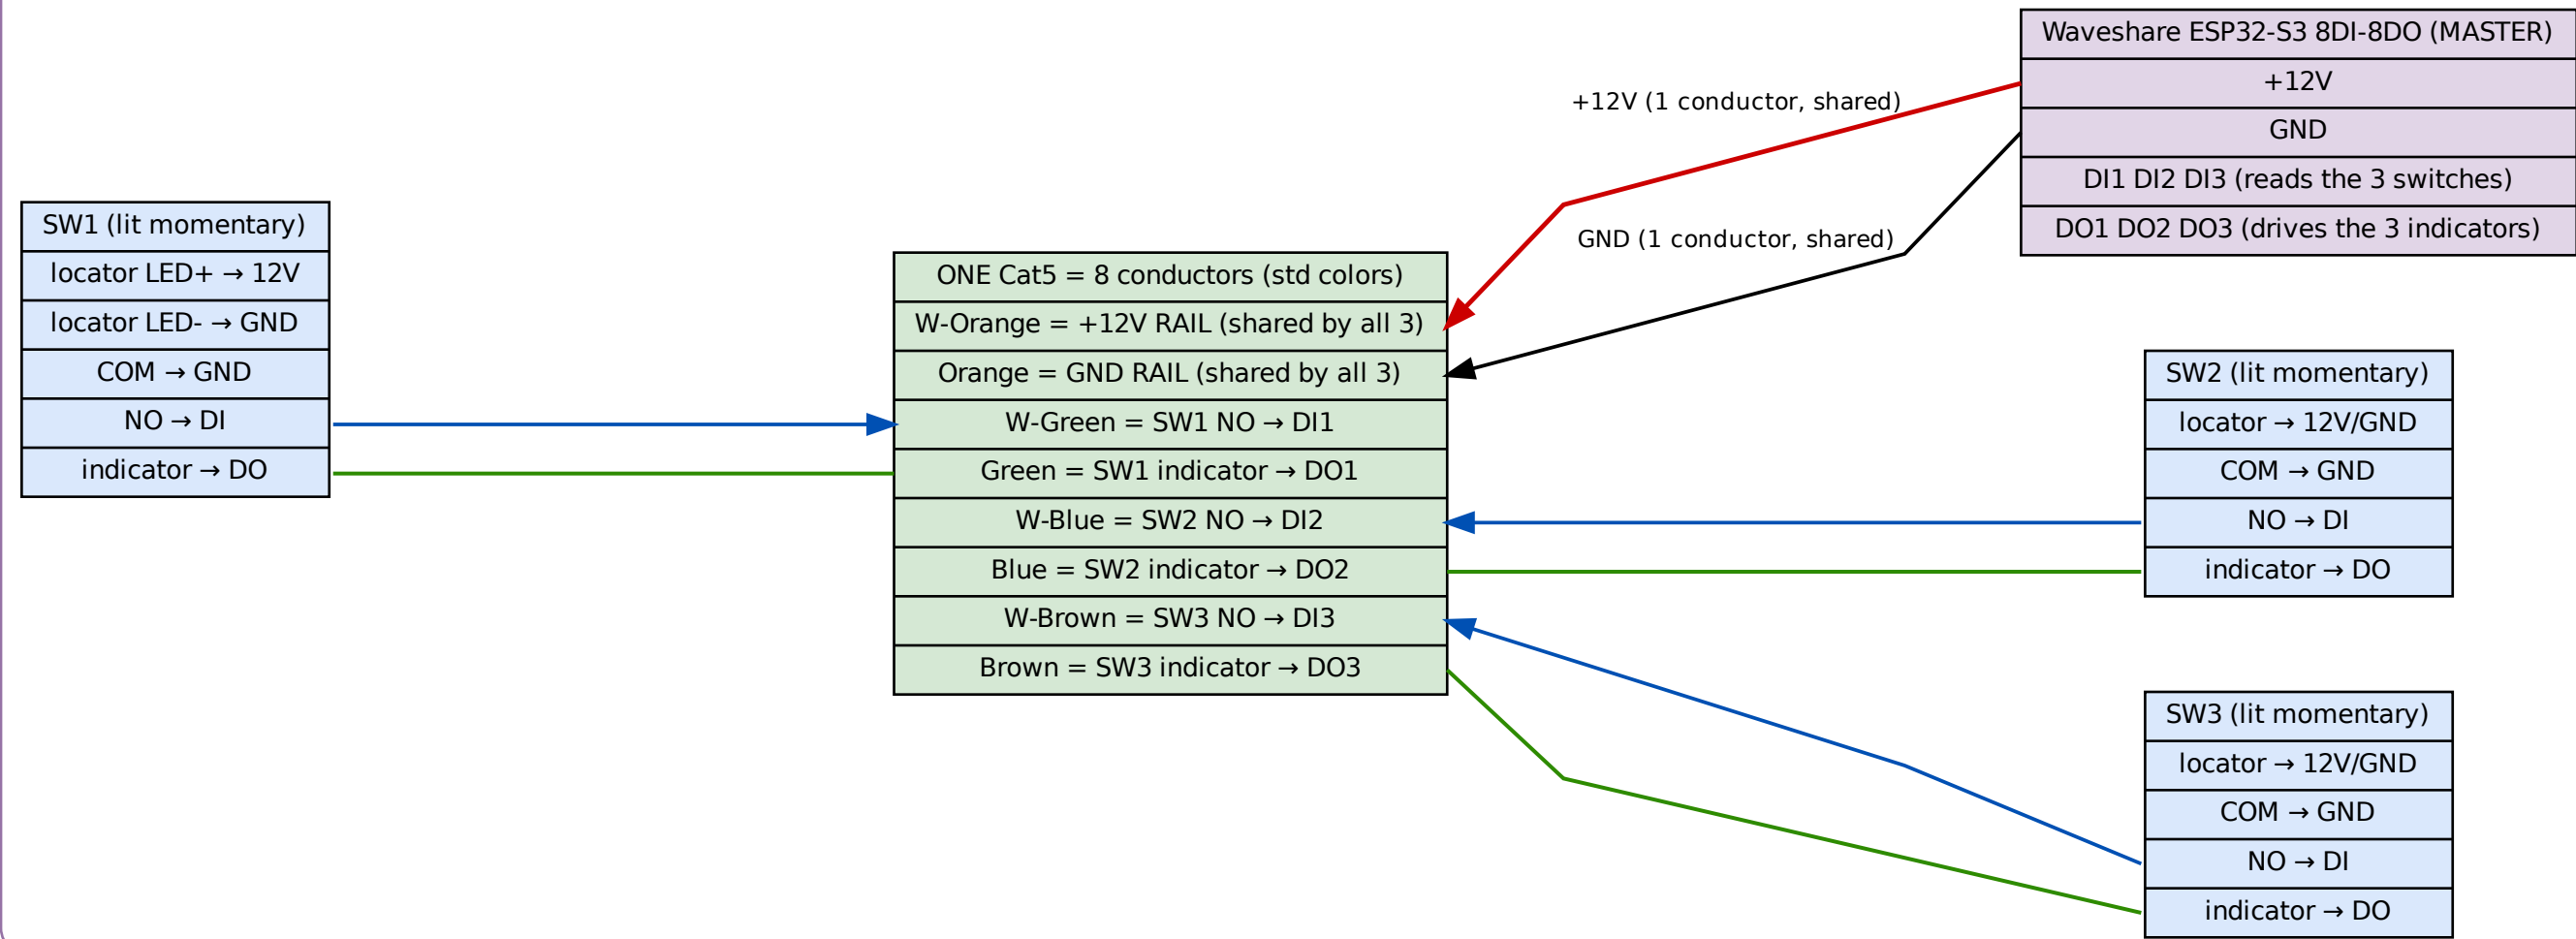 Waveshare ESP32-S3 8DI-8DO (MASTER)
+12V
GND
DI1 DI2 DI3 (reads the 3 switches)
DO1 DO2 DO3 (drives the 3 indicators)
+12V (1 conductor, shared)
GND (1 conductor, shared)
SW1 (lit momentary)
locator LED+ → 12V
locator LED- → GND
COM → GND
NO → DI
indicator → DO
ONE Cat5 = 8 conductors (std colors)
W-Orange = +12V RAIL (shared by all 3)
Orange = GND RAIL (shared by all 3)
W-Green = SW1 NO → DI1
Green = SW1 indicator → DO1
W-Blue = SW2 NO → DI2
Blue = SW2 indicator → DO2
W-Brown = SW3 NO → DI3
Brown = SW3 indicator → DO3
SW2 (lit momentary)
locator → 12V/GND
COM → GND
NO → DI
indicator → DO
SW3 (lit momentary)
locator → 12V/GND
COM → GND
NO → DI
indicator → DO